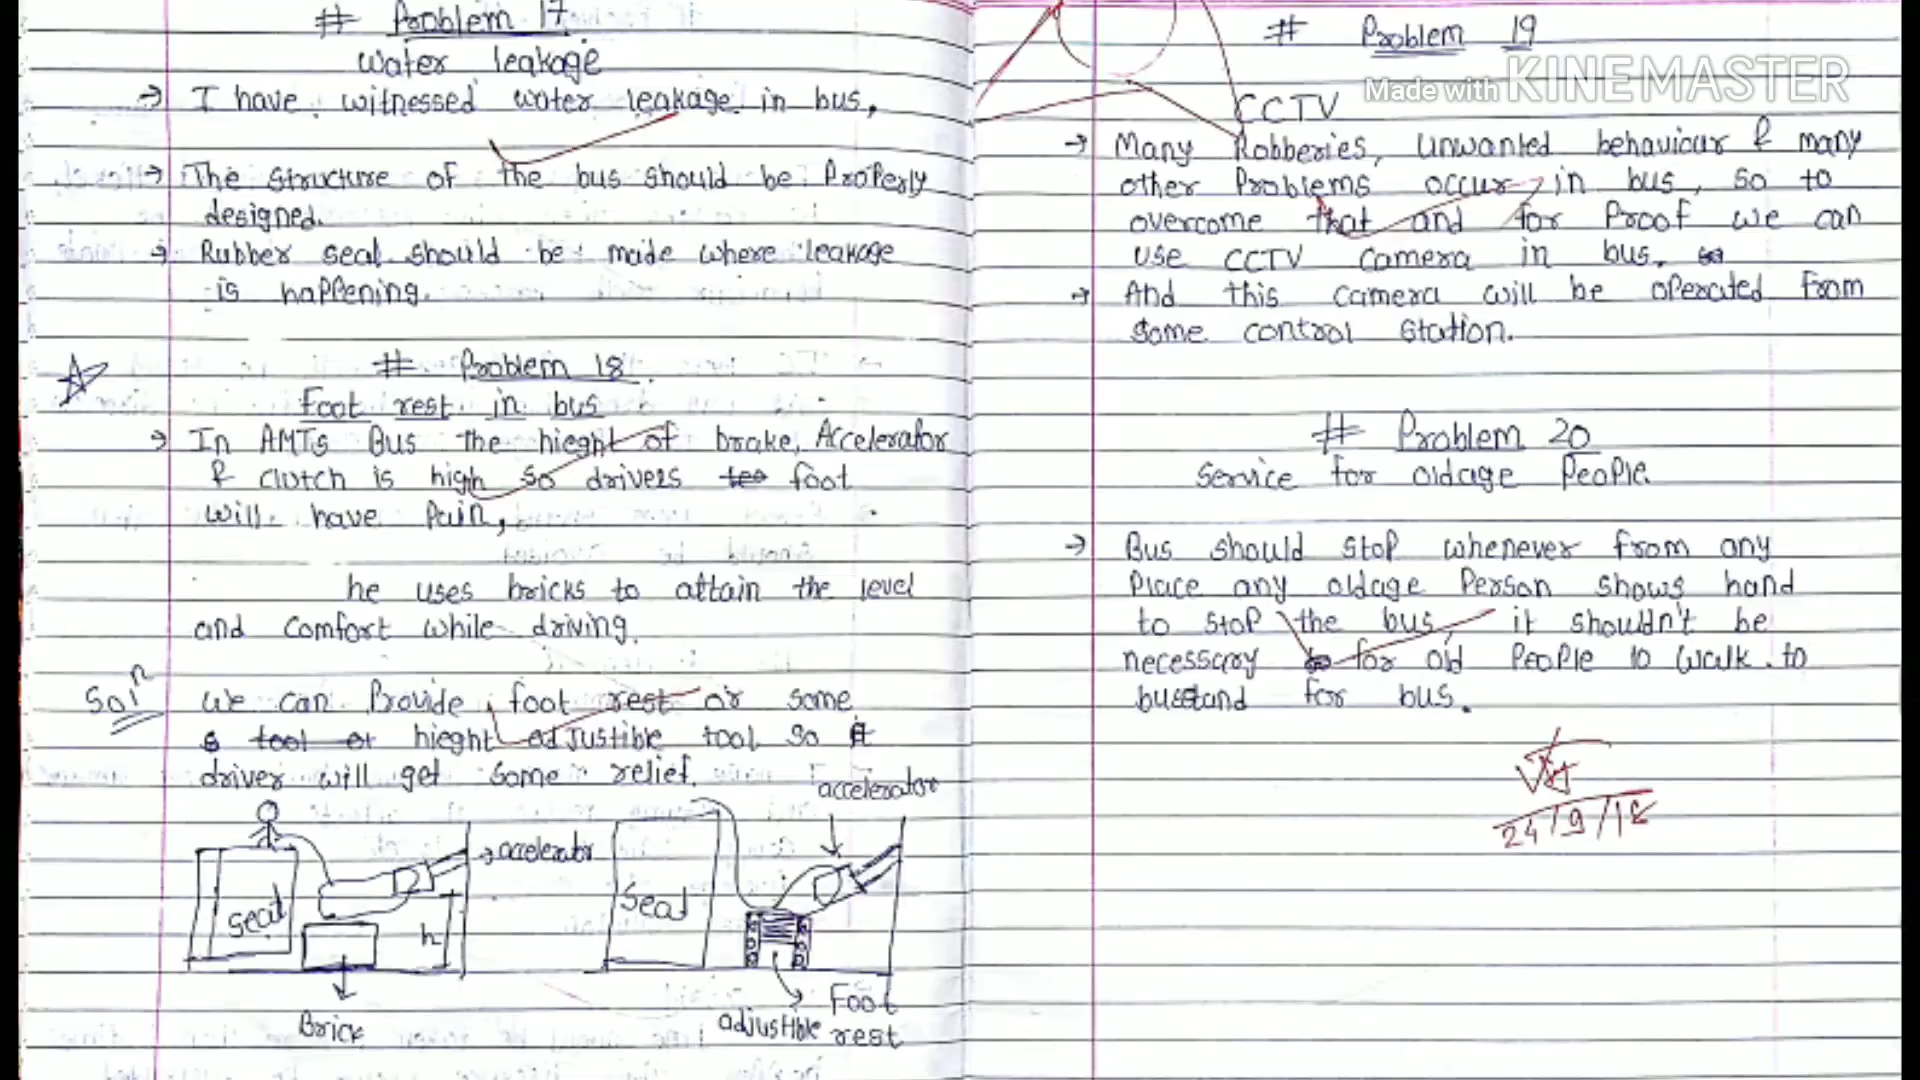 # Problem 17
Water leakage
→ I have witnessed water leakage in bus,
→ The structure of the bus should be Properly
designed.
→ Rubber seal should be made where leakage
is happening.
# Problem 18
Foot rest in bus
→ In AMTS Bus the hieght of brake, Accelerator
& clutch is high so drivers foot
will have Pain,
he uses bricks to attain the level
and comfort while driving.
Solⁿ we can Provide foot rest or some
tool or hieght adjustible tool so
driver will get some relief.
accelerator
→ accelerator
seat
h
Brick
Seat
Foot
adjustible rest
# Problem 19
Made with KINEMASTER
CCTV
→ Many Robberies, unwanted behaviour & many
other Problems occur in bus, so to
overcome that and for Proof we can
use CCTV camera in bus.
→ And this camera will be operated from
some control station.
# Problem 20
Service for oldage People.
→ Bus should stop whenever from any
Place any oldage Person shows hand
to stop the bus, it shouldn't be
necessary for old People to walk to
busstand for bus.
24/9/18